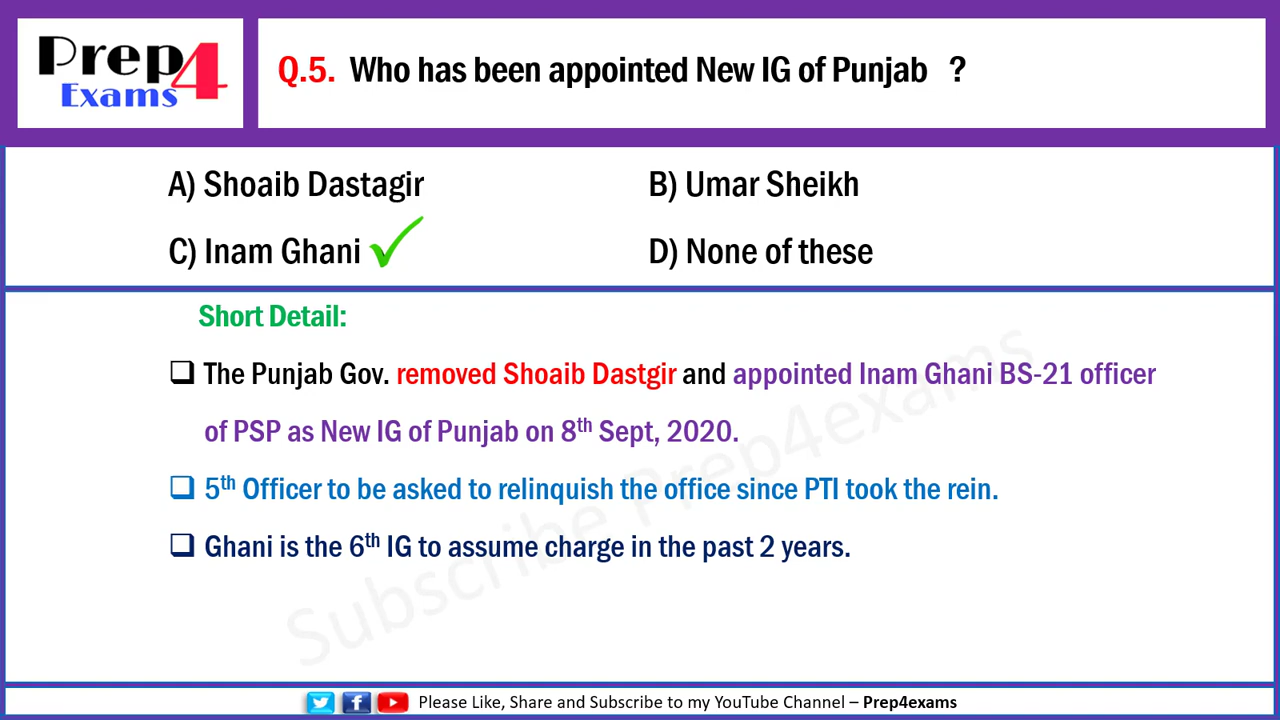 Prep4
Exams
Q.5. Who has been appointed New IG of Punjab ?
A) Shoaib Dastagir
B) Umar Sheikh
C) Inam Ghani
D) None of these
Short Detail:
The Punjab Gov. removed Shoaib Dastgir and appointed Inam Ghani BS-21 officer
of PSP as New IG of Punjab on 8th Sept, 2020.
5th Officer to be asked to relinquish the office since PTI took the rein.
Ghani is the 6th IG to assume charge in the past 2 years.
Subscribe Prep4exams
Please Like, Share and Subscribe to my YouTube Channel – Prep4exams